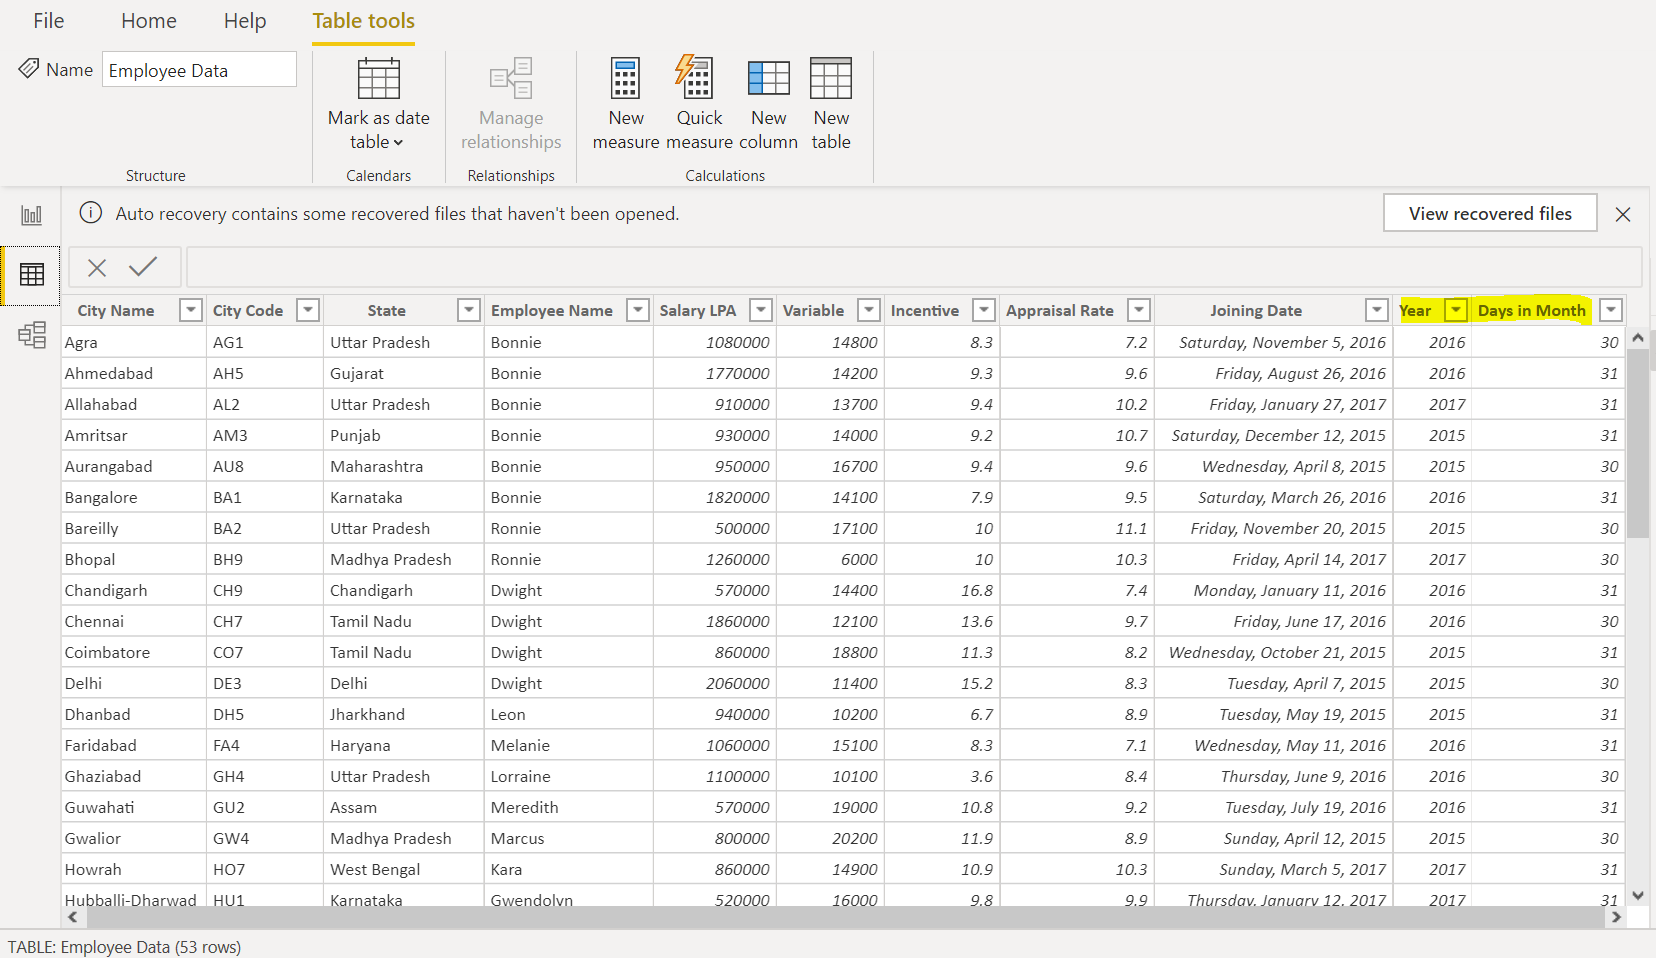 File Home Help Table tools
Name Employee Data
Mark as date table
Manage relationships
New measure
Quick measure
New column
New table
Structure Calendars Relationships Calculations
Auto recovery contains some recovered files that haven't been opened. View recovered files
City Name City Code State Employee Name Salary LPA Variable Incentive Appraisal Rate Joining Date Year Days in Month
Agra AG1 Uttar Pradesh Bonnie 1080000 14800 8.3 7.2 Saturday, November 5, 2016 2016 30
Ahmedabad AH5 Gujarat Bonnie 1770000 14200 9.3 9.6 Friday, August 26, 2016 2016 31
Allahabad AL2 Uttar Pradesh Bonnie 910000 13700 9.4 10.2 Friday, January 27, 2017 2017 31
Amritsar AM3 Punjab Bonnie 930000 14000 9.2 10.7 Saturday, December 12, 2015 2015 31
Aurangabad AU8 Maharashtra Bonnie 950000 16700 9.4 9.6 Wednesday, April 8, 2015 2015 30
Bangalore BA1 Karnataka Bonnie 1820000 14100 7.9 9.5 Saturday, March 26, 2016 2016 31
Bareilly BA2 Uttar Pradesh Ronnie 500000 17100 10 11.1 Friday, November 20, 2015 2015 30
Bhopal BH9 Madhya Pradesh Ronnie 1260000 6000 10 10.3 Friday, April 14, 2017 2017 30
Chandigarh CH9 Chandigarh Dwight 570000 14400 16.8 7.4 Monday, January 11, 2016 2016 31
Chennai CH7 Tamil Nadu Dwight 1860000 12100 13.6 9.7 Friday, June 17, 2016 2016 30
Coimbatore CO7 Tamil Nadu Dwight 860000 18800 11.3 8.2 Wednesday, October 21, 2015 2015 31
Delhi DE3 Delhi Dwight 2060000 11400 15.2 8.3 Tuesday, April 7, 2015 2015 30
Dhanbad DH5 Jharkhand Leon 940000 10200 6.7 8.9 Tuesday, May 19, 2015 2015 31
Faridabad FA4 Haryana Melanie 1060000 15100 8.3 7.1 Wednesday, May 11, 2016 2016 31
Ghaziabad GH4 Uttar Pradesh Lorraine 1100000 10100 3.6 8.4 Thursday, June 9, 2016 2016 30
Guwahati GU2 Assam Meredith 570000 19000 10.8 9.2 Tuesday, July 19, 2016 2016 31
Gwalior GW4 Madhya Pradesh Marcus 800000 20200 11.9 8.9 Sunday, April 12, 2015 2015 30
Howrah HO7 West Bengal Kara 860000 14900 10.9 10.3 Sunday, March 5, 2017 2017 31
Hubballi-Dharwad HU1 Karnataka Gwendolyn 520000 16000 9.8 9.9 Thursday, January 12, 2017 2017 31
TABLE: Employee Data (53 rows)